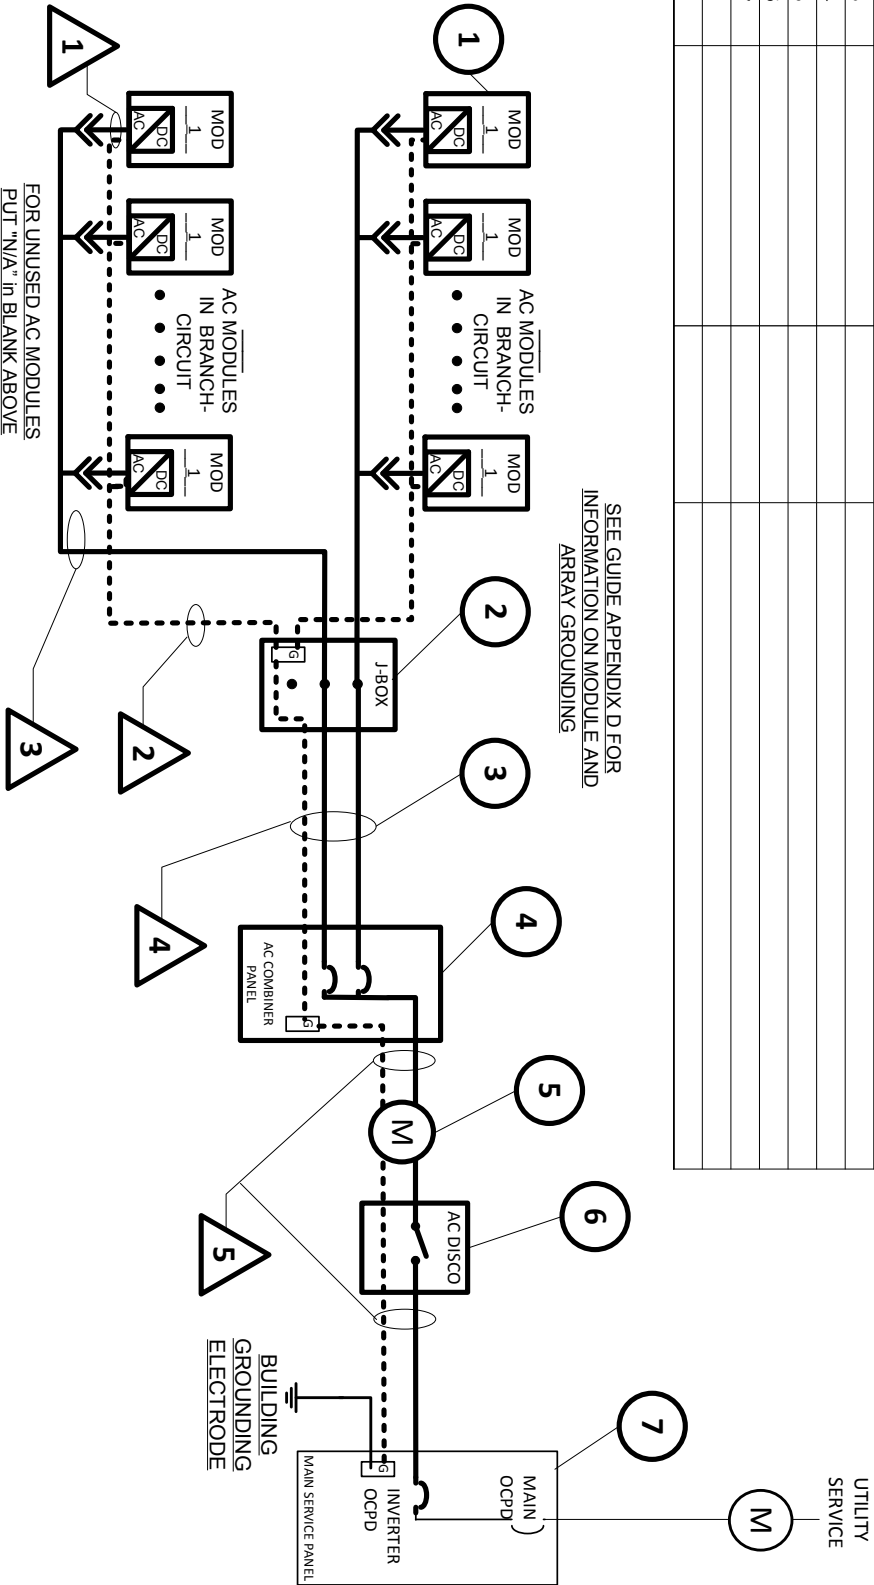 UTILITY
SERVICE
M
SEE GUIDE APPENDIX D FOR
INFORMATION ON MODULE AND
ARRAY GROUNDING
1
2
3
4
5
6
7
MOD
1
DC
AC
MOD
1
DC
AC
AC MODULES
IN BRANCH-
CIRCUIT
MOD
1
DC
AC
J-BOX
G
AC COMBINER
PANEL
G
M
AC DISCO
MAIN
OCPD
INVERTER
OCPD
G
MAIN SERVICE PANEL
MOD
1
DC
AC
MOD
1
DC
AC
AC MODULES
IN BRANCH-
CIRCUIT
MOD
1
DC
AC
BUILDING
GROUNDING
ELECTRODE
1
2
3
4
5
FOR UNUSED AC MODULES
PUT "N/A" in BLANK ABOVE